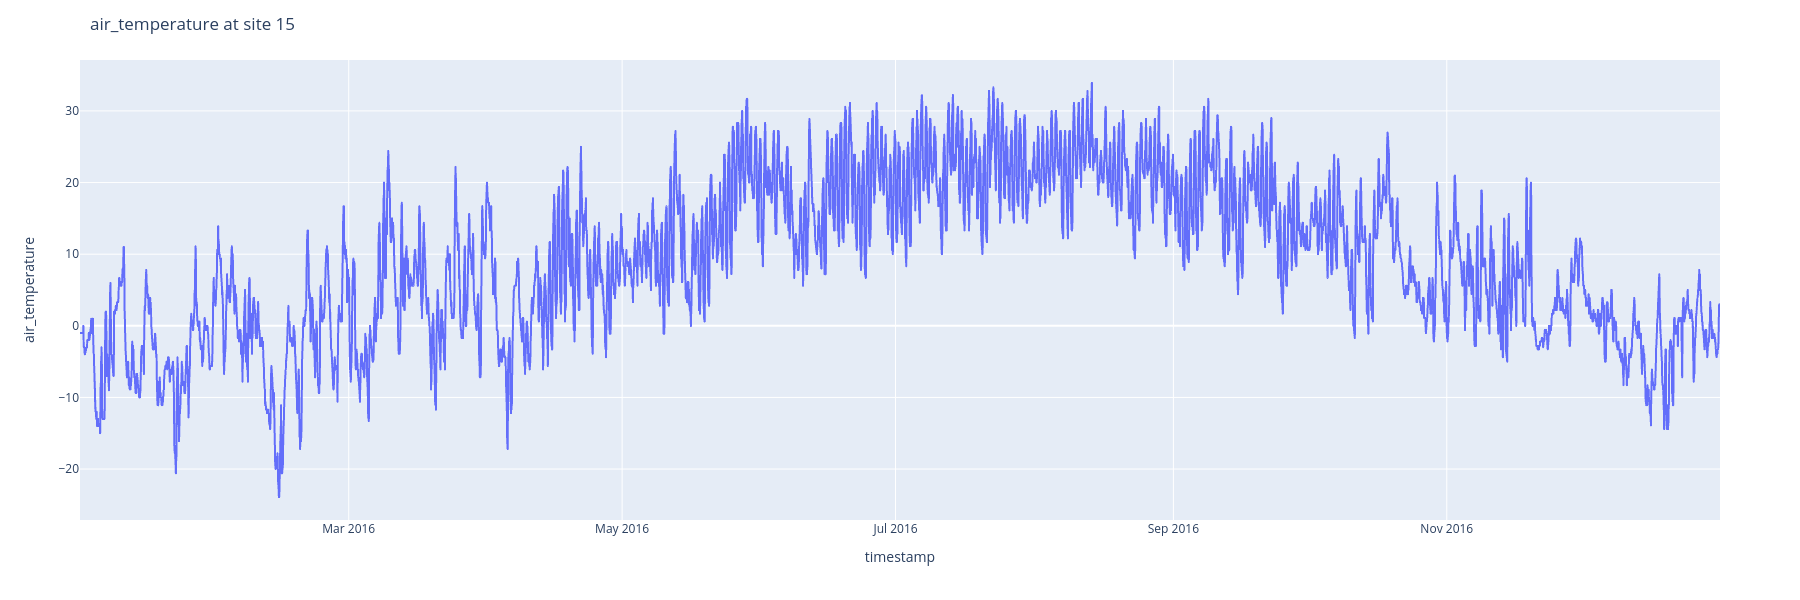 air_temperature at site 15
30
20
10
0
−10
−20
air_temperature
Mar 2016
May 2016
Jul 2016
Sep 2016
Nov 2016
timestamp